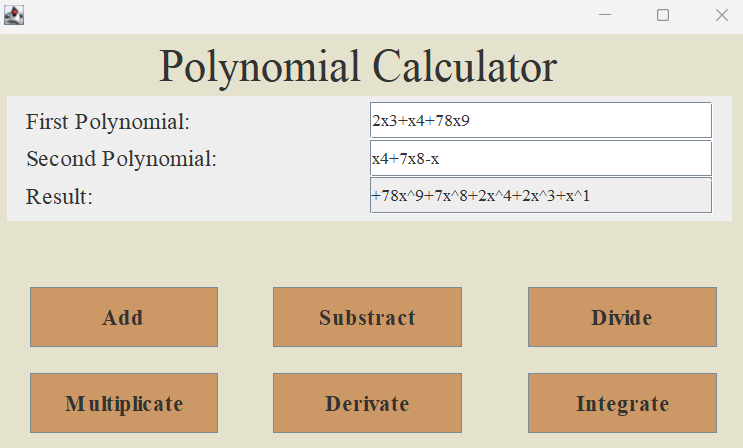 Polynomial Calculator
First Polynomial: 2x3+x4+78x9
Second Polynomial: x4+7x8-x
Result: +78x^9+7x^8+2x^4+2x^3+x^1
Add Substract Divide
Multiplicate Derivate Integrate